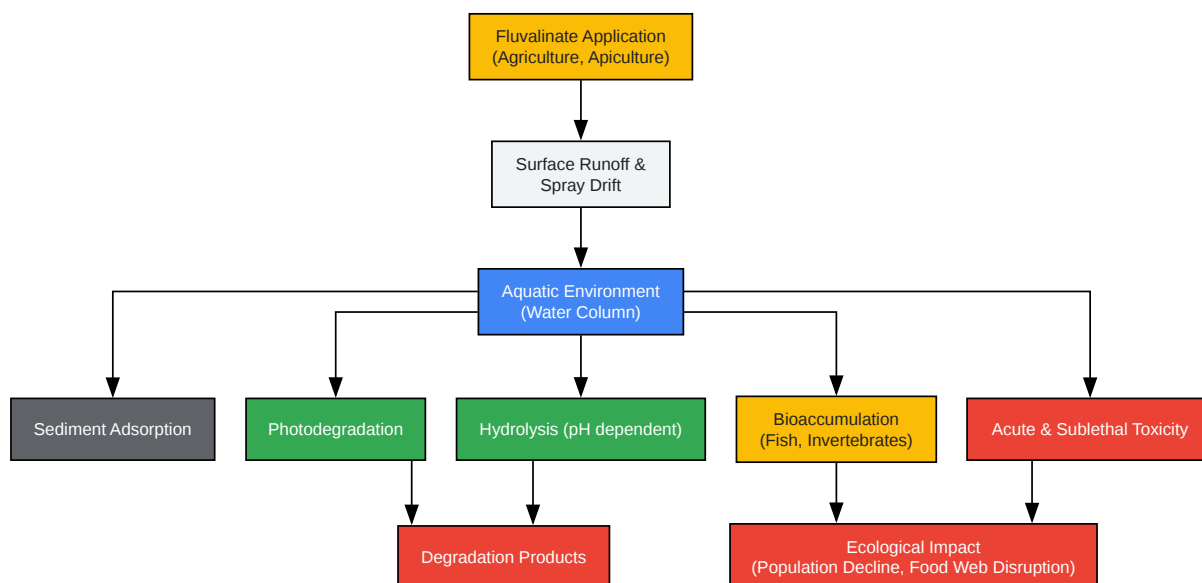 Fluvalinate Application
(Agriculture, Apiculture)
Surface Runoff &
Spray Drift
Aquatic Environment
(Water Column)
Sediment Adsorption
Photodegradation
Hydrolysis (pH dependent)
Bioaccumulation
(Fish, Invertebrates)
Acute & Sublethal Toxicity
Degradation Products
Ecological Impact
(Population Decline, Food Web Disruption)